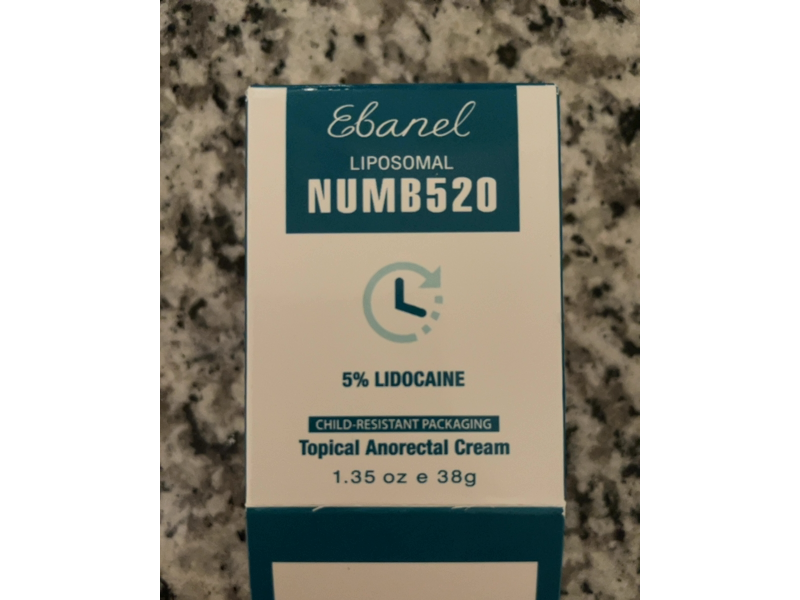 Ebanel
LIPOSOMAL
NUMB520
5% LIDOCAINE
CHILD-RESISTANT PACKAGING
Topical Anorectal Cream
1.35 oz e 38g